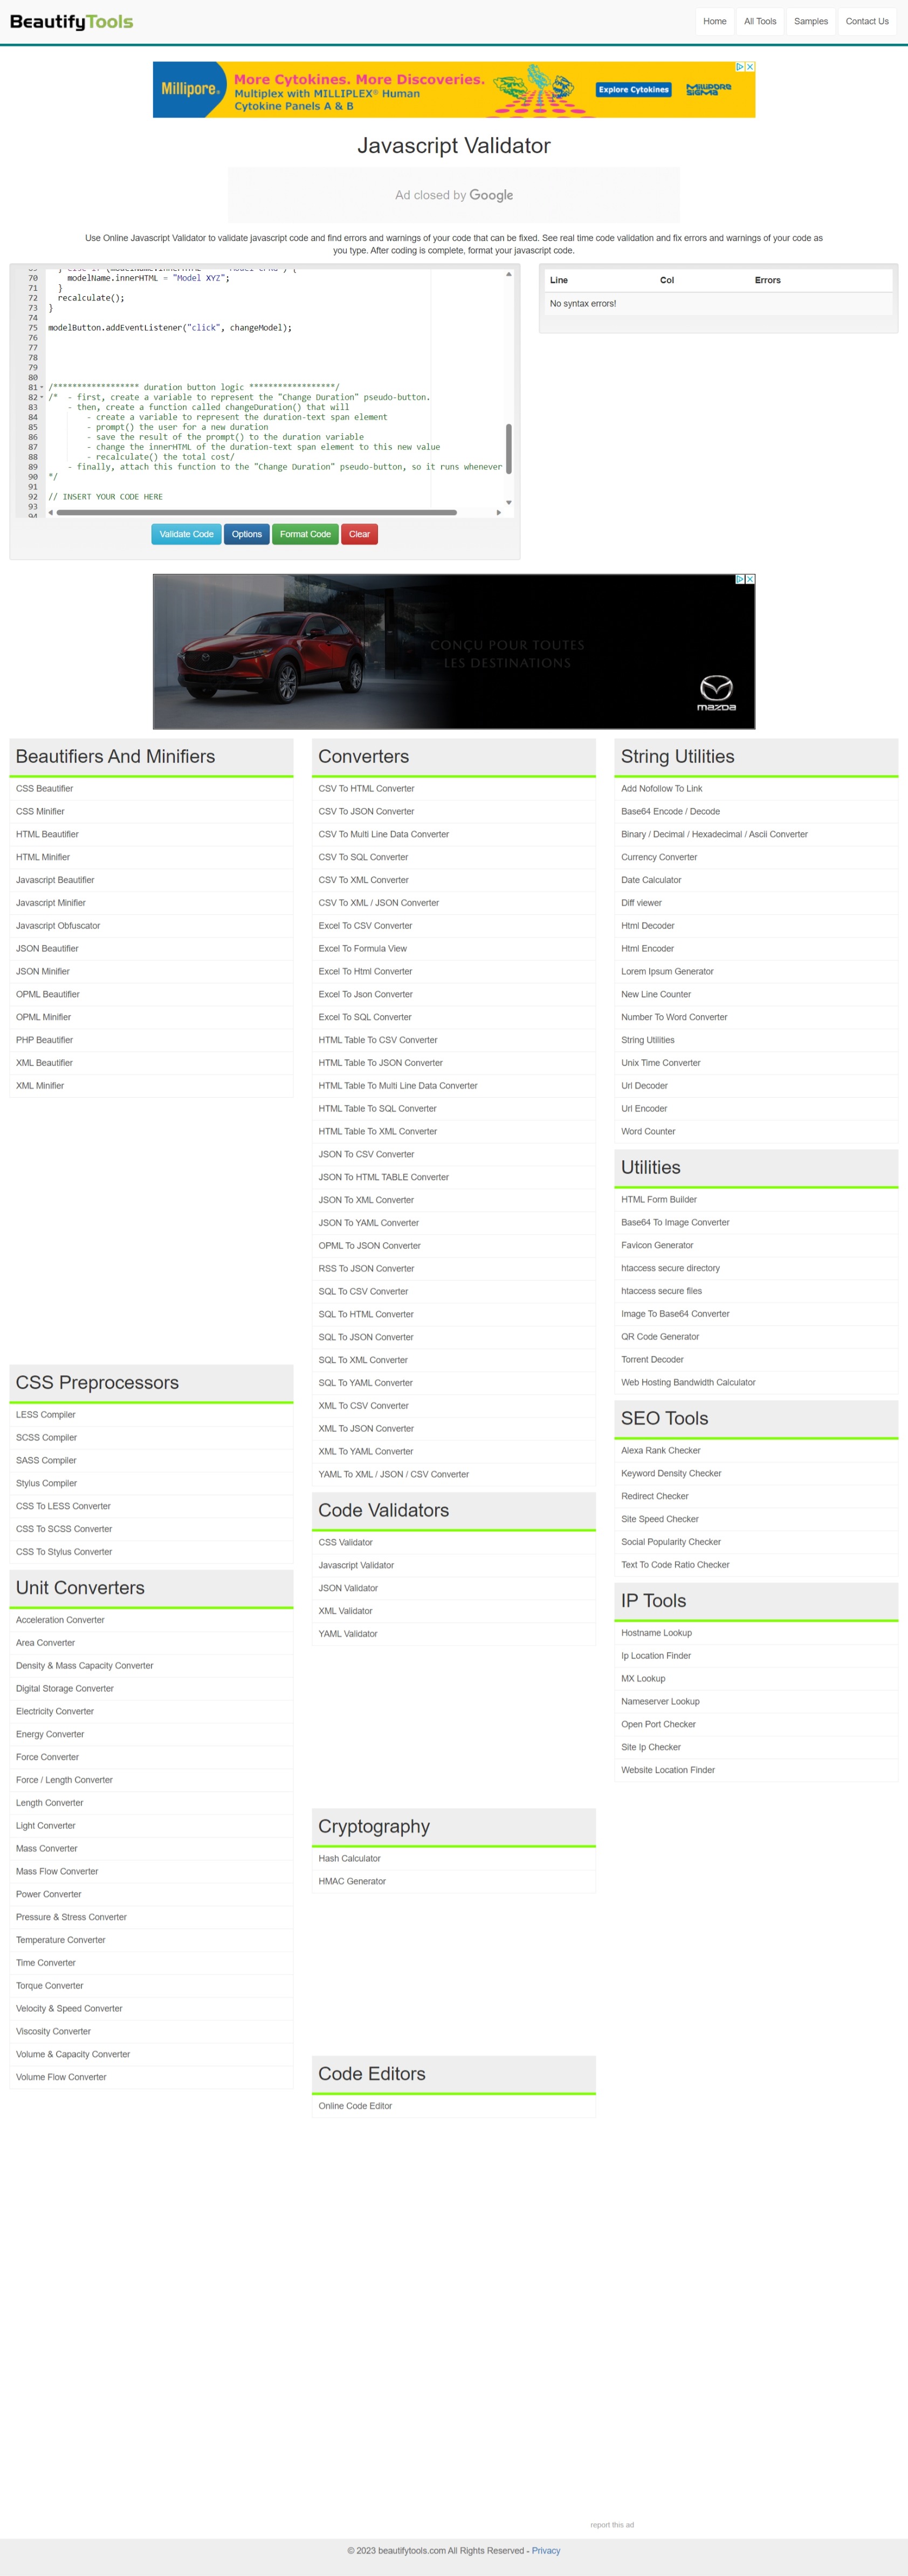 BeautifyTools
Home
All Tools
Samples
Contact Us
Millipore®
More Cytokines. More Discoveries.
Multiplex with MILLIPLEX® Human
Cytokine Panels A & B
Explore Cytokines
MILLIPORE
SIGMA
Javascript Validator
Ad closed by Google
Use Online Javascript Validator to validate javascript code and find errors and warnings of your code that can be fixed. See real time code validation and fix errors and warnings of your code as
you type. After coding is complete, format your javascript code.
70 modelName.innerHTML = "Model XYZ";
71 }
72 recalculate();
73 }
74
75 modelButton.addEventListener("click", changeModel);
76
77
78
79
80
81 /****************** duration button logic ******************/
82 /* - first, create a variable to represent the "Change Duration" pseudo-button.
83 - then, create a function called changeDuration() that will
84 - create a variable to represent the duration-text span element
85 - prompt() the user for a new duration
86 - save the result of the prompt() to the duration variable
87 - change the innerHTML of the duration-text span element to this new value
88 - recalculate() the total cost/
89 - finally, attach this function to the "Change Duration" pseudo-button, so it runs whenever
90 */
91
92 // INSERT YOUR CODE HERE
93
94
Validate Code
Options
Format Code
Clear
Line Col Errors
No syntax errors!
CONÇU POUR TOUTES
LES DESTINATIONS
mazda
Beautifiers And Minifiers
CSS Beautifier
CSS Minifier
HTML Beautifier
HTML Minifier
Javascript Beautifier
Javascript Minifier
Javascript Obfuscator
JSON Beautifier
JSON Minifier
OPML Beautifier
OPML Minifier
PHP Beautifier
XML Beautifier
XML Minifier
CSS Preprocessors
LESS Compiler
SCSS Compiler
SASS Compiler
Stylus Compiler
CSS To LESS Converter
CSS To SCSS Converter
CSS To Stylus Converter
Unit Converters
Acceleration Converter
Area Converter
Density & Mass Capacity Converter
Digital Storage Converter
Electricity Converter
Energy Converter
Force Converter
Force / Length Converter
Length Converter
Light Converter
Mass Converter
Mass Flow Converter
Power Converter
Pressure & Stress Converter
Temperature Converter
Time Converter
Torque Converter
Velocity & Speed Converter
Viscosity Converter
Volume & Capacity Converter
Volume Flow Converter
Converters
CSV To HTML Converter
CSV To JSON Converter
CSV To Multi Line Data Converter
CSV To SQL Converter
CSV To XML Converter
CSV To XML / JSON Converter
Excel To CSV Converter
Excel To Formula View
Excel To Html Converter
Excel To Json Converter
Excel To SQL Converter
HTML Table To CSV Converter
HTML Table To JSON Converter
HTML Table To Multi Line Data Converter
HTML Table To SQL Converter
HTML Table To XML Converter
JSON To CSV Converter
JSON To HTML TABLE Converter
JSON To XML Converter
JSON To YAML Converter
OPML To JSON Converter
RSS To JSON Converter
SQL To CSV Converter
SQL To HTML Converter
SQL To JSON Converter
SQL To XML Converter
SQL To YAML Converter
XML To CSV Converter
XML To JSON Converter
XML To YAML Converter
YAML To XML / JSON / CSV Converter
Code Validators
CSS Validator
Javascript Validator
JSON Validator
XML Validator
YAML Validator
Cryptography
Hash Calculator
HMAC Generator
Code Editors
Online Code Editor
String Utilities
Add Nofollow To Link
Base64 Encode / Decode
Binary / Decimal / Hexadecimal / Ascii Converter
Currency Converter
Date Calculator
Diff viewer
Html Decoder
Html Encoder
Lorem Ipsum Generator
New Line Counter
Number To Word Converter
String Utilities
Unix Time Converter
Url Decoder
Url Encoder
Word Counter
Utilities
HTML Form Builder
Base64 To Image Converter
Favicon Generator
htaccess secure directory
htaccess secure files
Image To Base64 Converter
QR Code Generator
Torrent Decoder
Web Hosting Bandwidth Calculator
SEO Tools
Alexa Rank Checker
Keyword Density Checker
Redirect Checker
Site Speed Checker
Social Popularity Checker
Text To Code Ratio Checker
IP Tools
Hostname Lookup
Ip Location Finder
MX Lookup
Nameserver Lookup
Open Port Checker
Site Ip Checker
Website Location Finder
report this ad
© 2023 beautifytools.com All Rights Reserved - Privacy